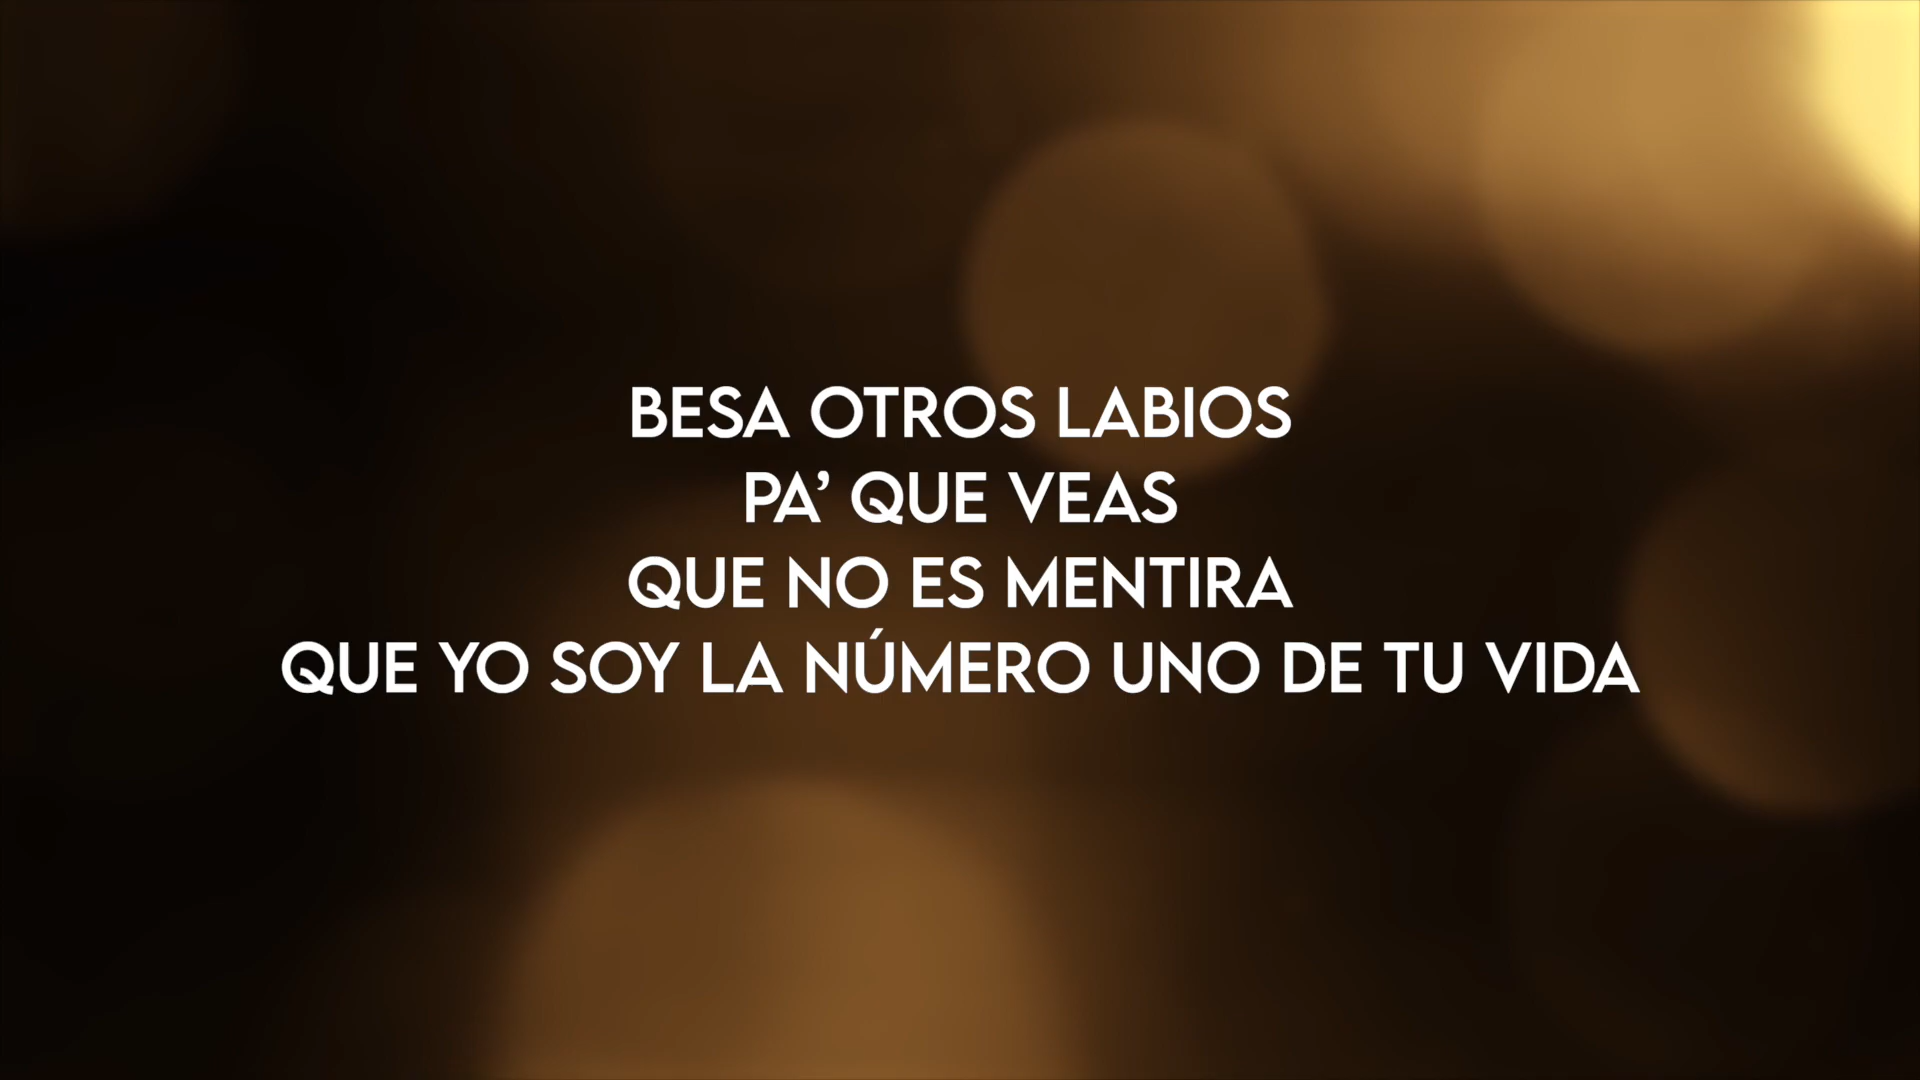 BESA OTROS LABIOS
PA’ QUE VEAS
QUE NO ES MENTIRA
QUE YO SOY LA NÚMERO UNO DE TU VIDA